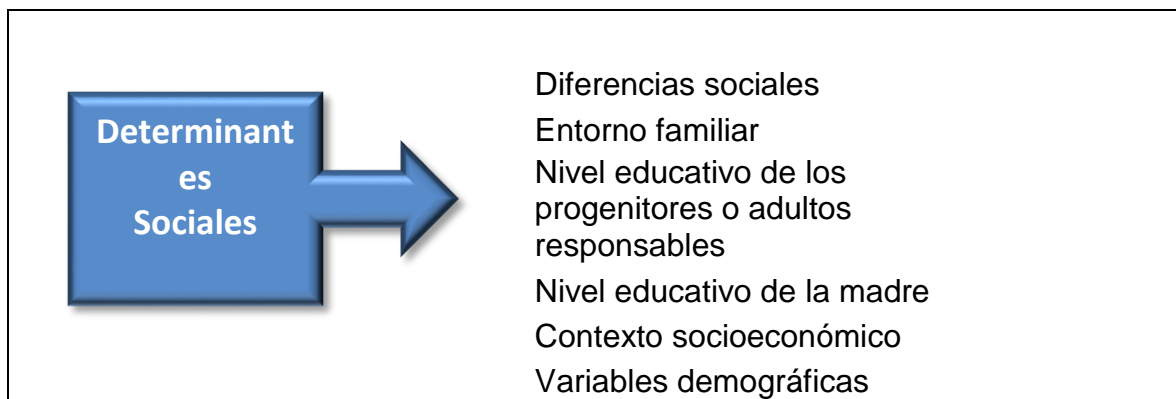 Determinant
es
Sociales
Diferencias sociales
Entorno familiar
Nivel educativo de los
progenitores o adultos
responsables
Nivel educativo de la madre
Contexto socioeconómico
Variables demográficas